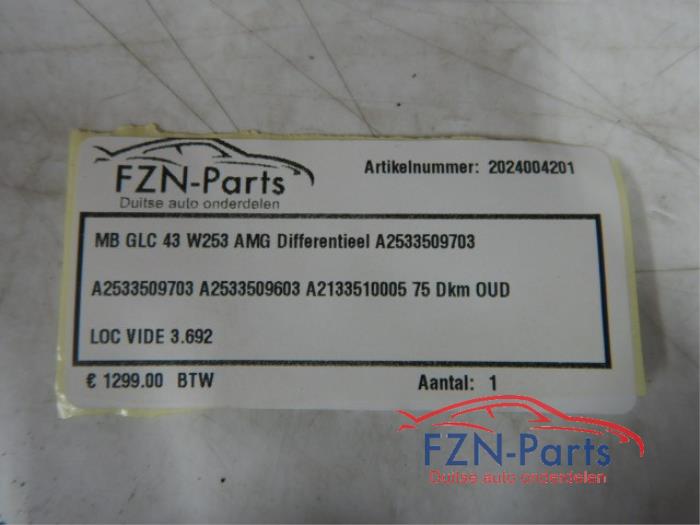 FZN-Parts
Duitse auto onderdelen
Artikelnummer: 2024004201
MB GLC 43 W253 AMG Differentieel A2533509703
A2533509703 A2533509603 A2133510005 75 Dkm OUD
LOC VIDE 3.692
€ 1299.00 BTW
Aantal: 1
FZN-Parts
Duitse auto onderdelen